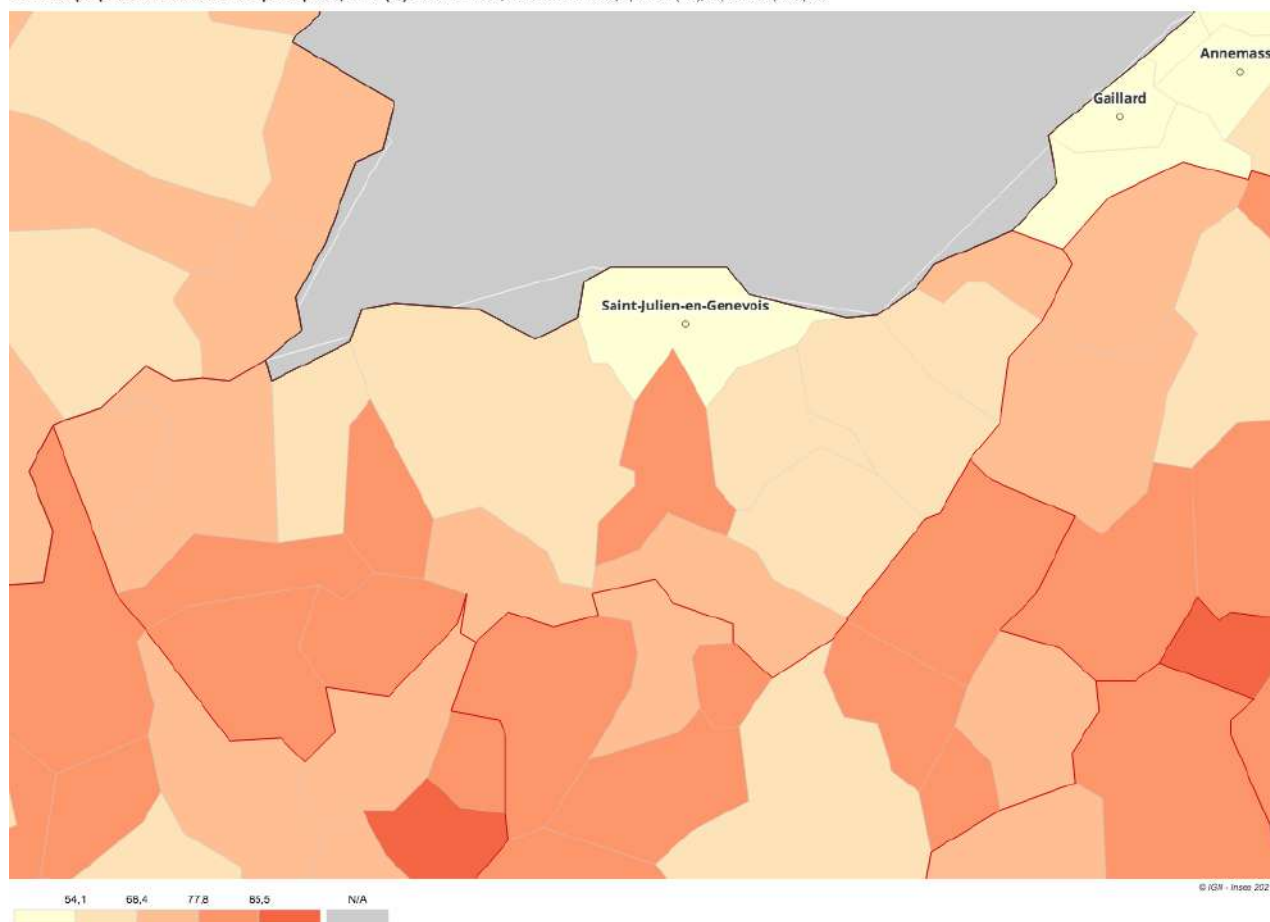 Annemass
Gaillard
Saint-Julien-en-Genevois
© IGN - Insee 202
54,1 68,4 77,8 85,5 N/A